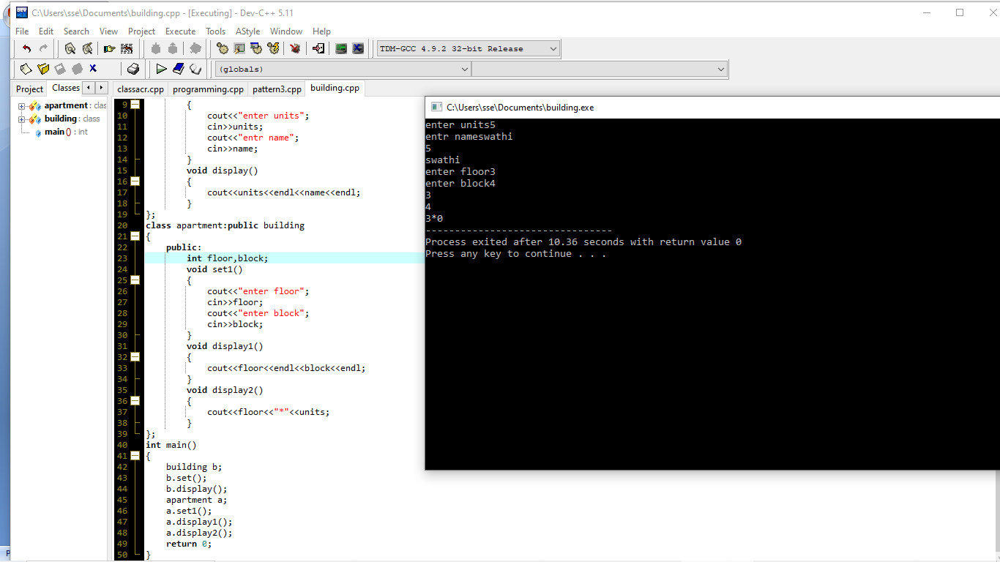 C:\Users\sse\Documents\building.cpp - [Executing] - Dev-C++ 5.11
File Edit Search View Project Execute Tools AStyle Window Help
TDM-GCC 4.9.2 32-bit Release
(globals)
Project Classes
classacr.cpp programming.cpp pattern3.cpp building.cpp
apartment : clas
building : class
main () : int
9 {
10 cout<<"enter units";
11 cin>>units;
12 cout<<"entr name";
13 cin>>name;
14 }
15 void display()
16 {
17 cout<<units<<endl<<name<<endl;
18 }
19 };
20 class apartment:public building
21 {
22 public:
23 int floor,block;
24 void set1()
25 {
26 cout<<"enter floor";
27 cin>>floor;
28 cout<<"enter block";
29 cin>>block;
30 }
31 void display1()
32 {
33 cout<<floor<<endl<<block<<endl;
34 }
35 void display2()
36 {
37 cout<<floor<<"*"<<units;
38 }
39 };
40 int main()
41 {
42 building b;
43 b.set();
44 b.display();
45 apartment a;
46 a.set1();
47 a.display1();
48 a.display2();
49 return 0;
50 }
C:\Users\sse\Documents\building.exe
enter units5
entr nameswathi
5
swathi
enter floor3
enter block4
3
4
3*0
--------------------------------
Process exited after 10.36 seconds with return value 0
Press any key to continue . . .